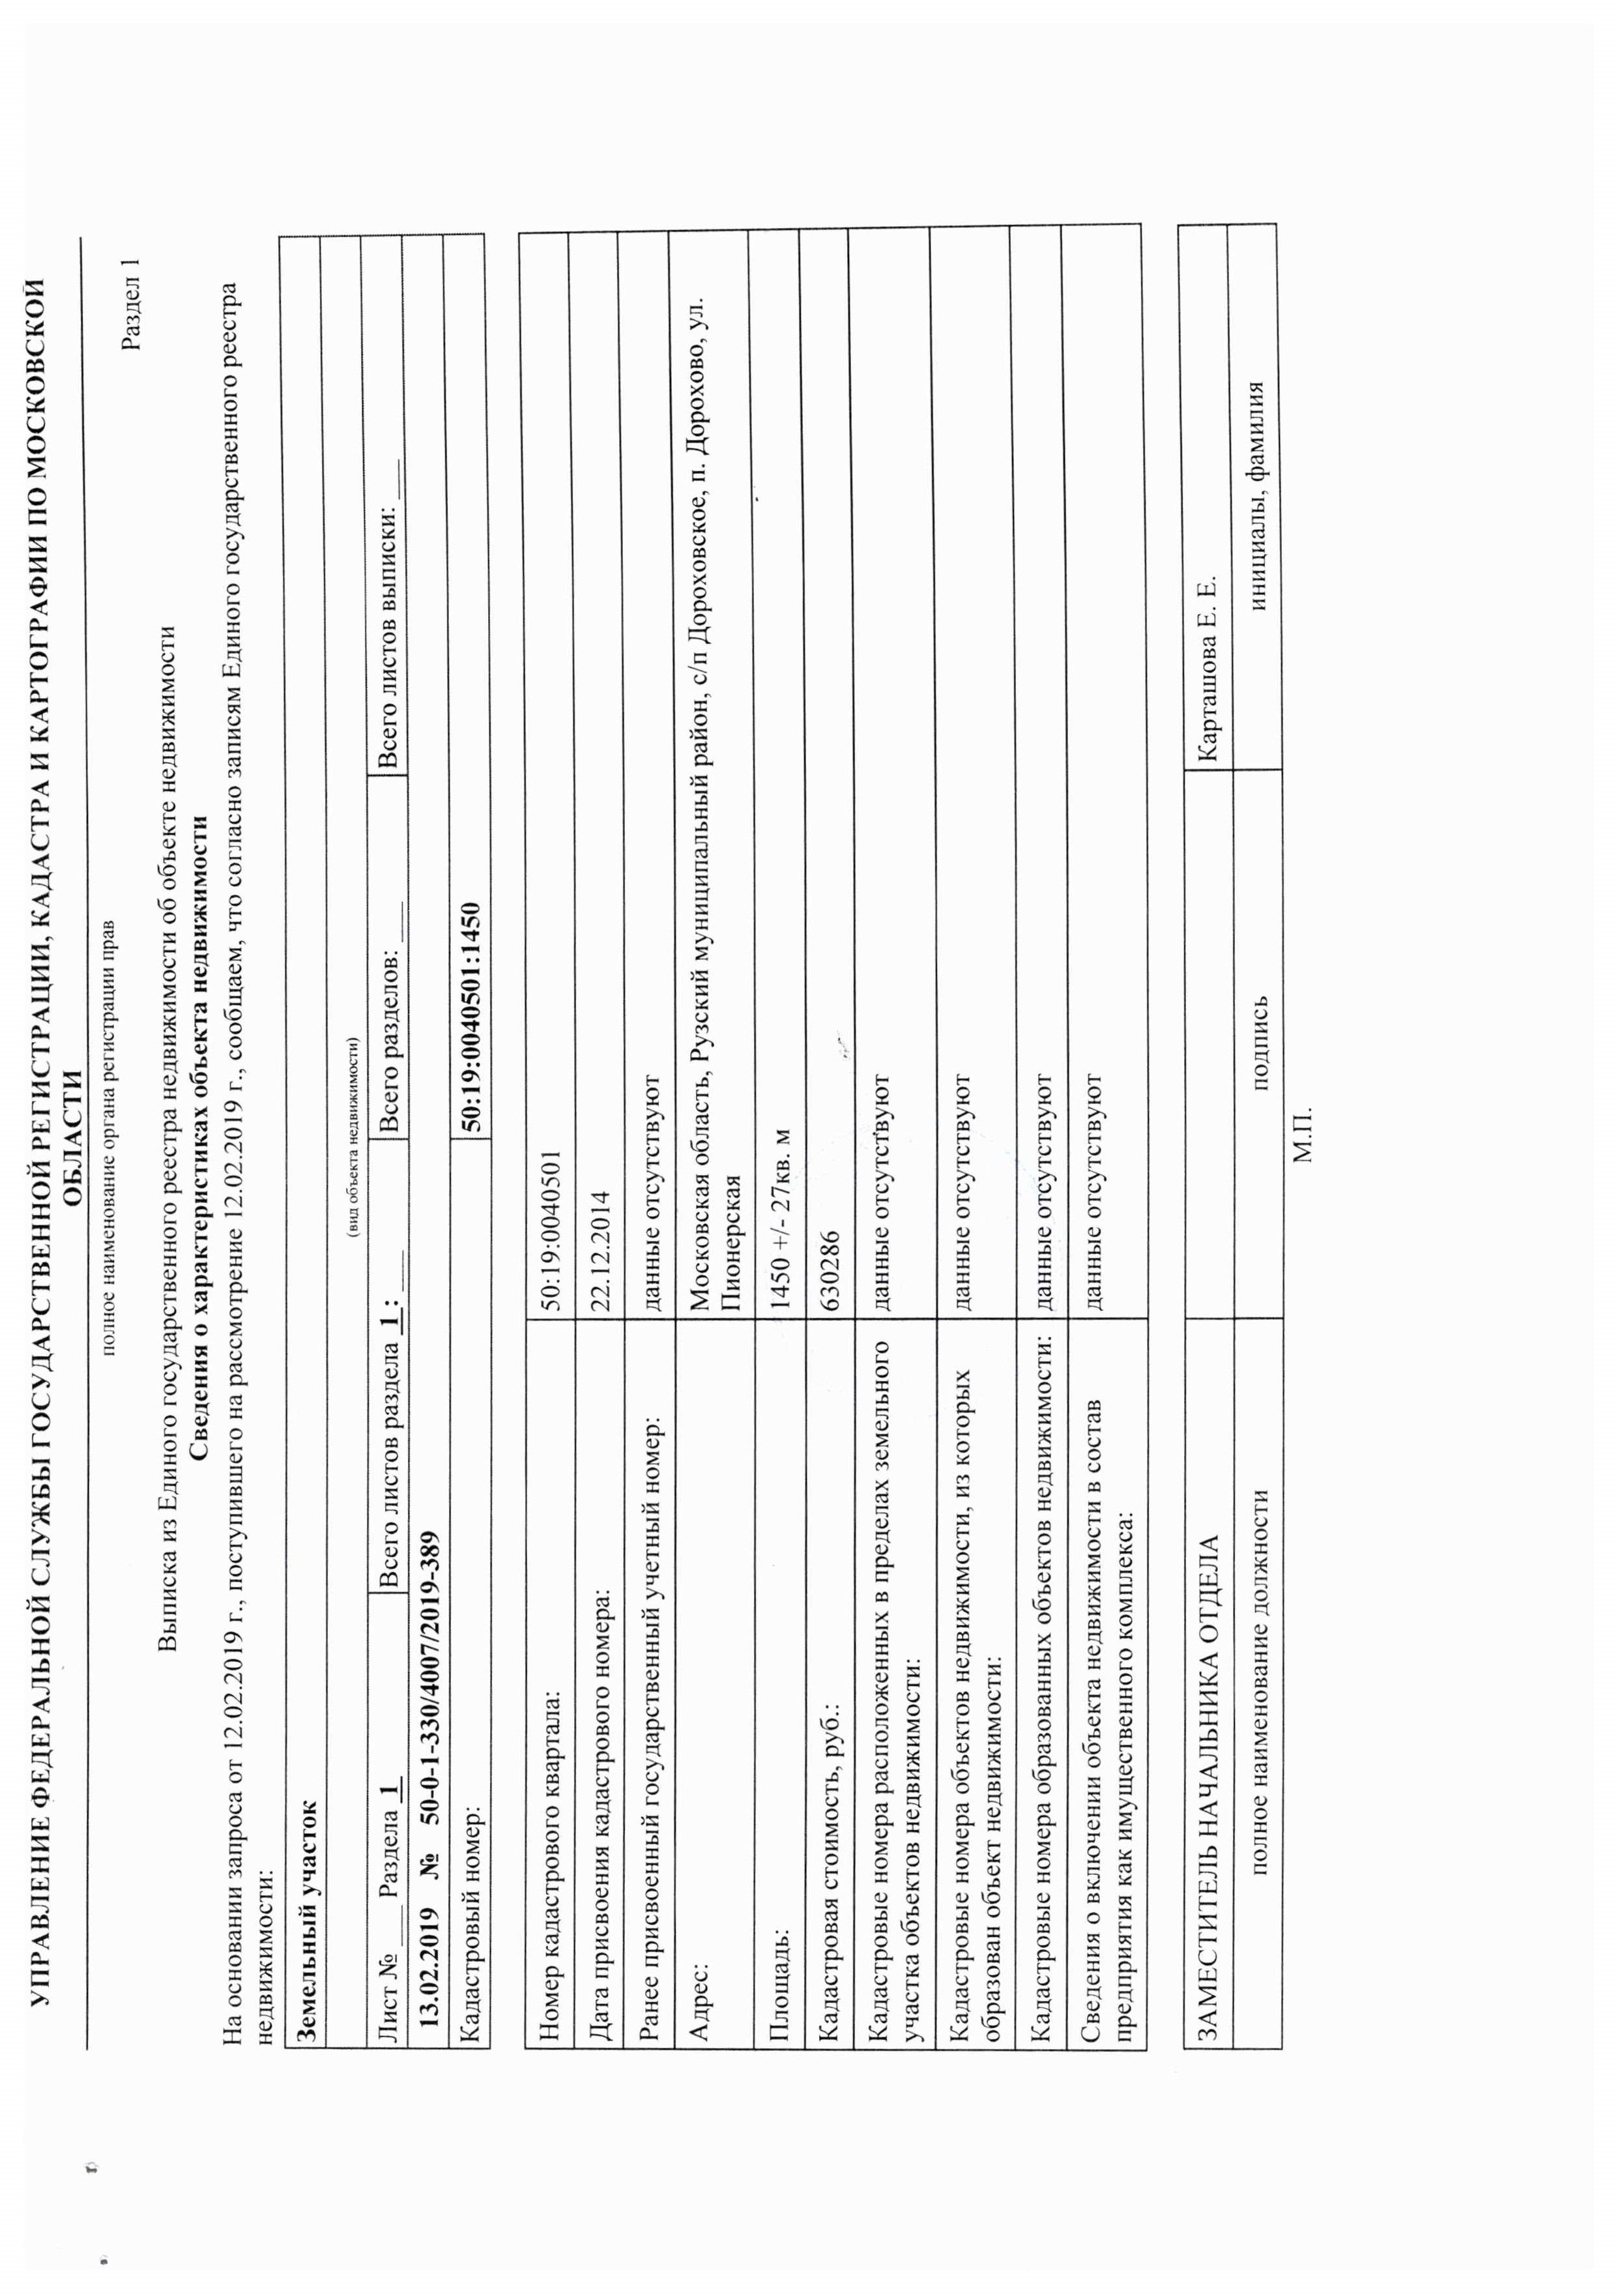 УПРАВЛЕНИЕ ФЕДЕРАЛЬНОЙ СЛУЖБЫ ГОСУДАРСТВЕННОЙ РЕГИСТРАЦИИ, КАДАСТРА И КАРТОГРАФИИ ПО МОСКОВСКОЙ
ОБЛАСТИ
полное наименование органа регистрации прав
Раздел 1
Выписка из Единого государственного реестра недвижимости об объекте недвижимости
Сведения о характеристиках объекта недвижимости
На основании запроса от 12.02.2019 г., поступившего на рассмотрение 12.02.2019 г., сообщаем, что согласно записям Единого государственного реестра
недвижимости:
Земельный участок
(вид объекта недвижимости)
Лист № ___ Раздела 1 Всего листов раздела 1 : ___ Всего разделов: ___ Всего листов выписки: ___
13.02.2019 № 50-0-1-330/4007/2019-389
Кадастровый номер: 50:19:0040501:1450
Номер кадастрового квартала: 50:19:0040501
Дата присвоения кадастрового номера: 22.12.2014
Ранее присвоенный государственный учетный номер: данные отсутствуют
Адрес: Московская область, Рузский муниципальный район, с/п Дороховское, п. Дорохово, ул.
Пионерская
Площадь: 1450 +/- 27кв. м
Кадастровая стоимость, руб.: 630286
Кадастровые номера расположенных в пределах земельного данные отсутствуют
участка объектов недвижимости:
Кадастровые номера объектов недвижимости, из которых данные отсутствуют
образован объект недвижимости:
Кадастровые номера образованных объектов недвижимости: данные отсутствуют
Сведения о включении объекта недвижимости в состав данные отсутствуют
предприятия как имущественного комплекса:
ЗАМЕСТИТЕЛЬ НАЧАЛЬНИКА ОТДЕЛА Карташова Е. Е.
полное наименование должности подпись инициалы, фамилия
М.П.